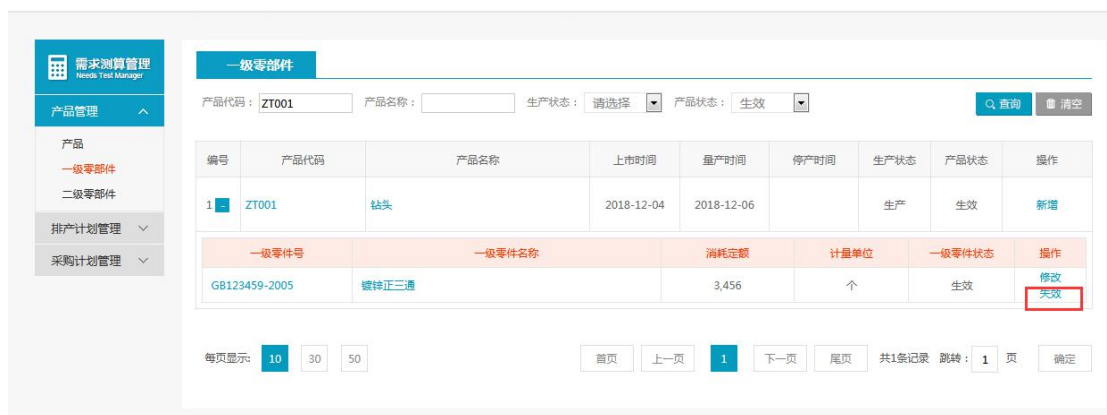 需求测算管理
Needs Test Manager
产品管理
产品
一级零部件
二级零部件
排产计划管理
采购计划管理
一级零部件
产品代码： ZT001 产品名称： 生产状态： 请选择 产品状态： 生效 查询 清空
编号 产品代码 产品名称 上市时间 量产时间 停产时间 生产状态 产品状态 操作
1 - ZT001 钻头 2018-12-04 2018-12-06 生产 生效 新增
一级零件号 一级零件名称 消耗定额 计量单位 一级零件状态 操作
GB123459-2005 镀锌正三通 3,456 个 生效 修改
失效
每页显示: 10 30 50 首页 上一页 1 下一页 尾页 共1条记录 跳转： 1 页 确定